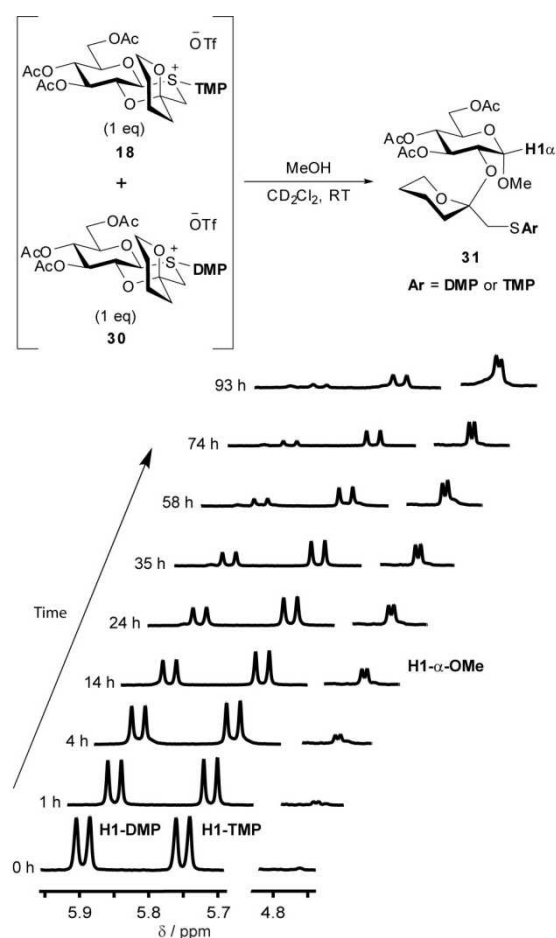 OAc
ŌTf
AcO
AcO
O
O
S
+
TMP
O
(1 eq)
18
+
OAc
ŌTf
AcO
AcO
O
O
S
+
DMP
O
(1 eq)
30
MeOH
CD2Cl2, RT
OAc
AcO
AcO
O
H1α
O
OMe
O
SAr
31
Ar = DMP or TMP
93 h
74 h
58 h
35 h
Time
24 h
14 h
H1-α-OMe
4 h
1 h
H1-DMP
H1-TMP
0 h
5.9
5.8
5.7
4.8
δ / ppm